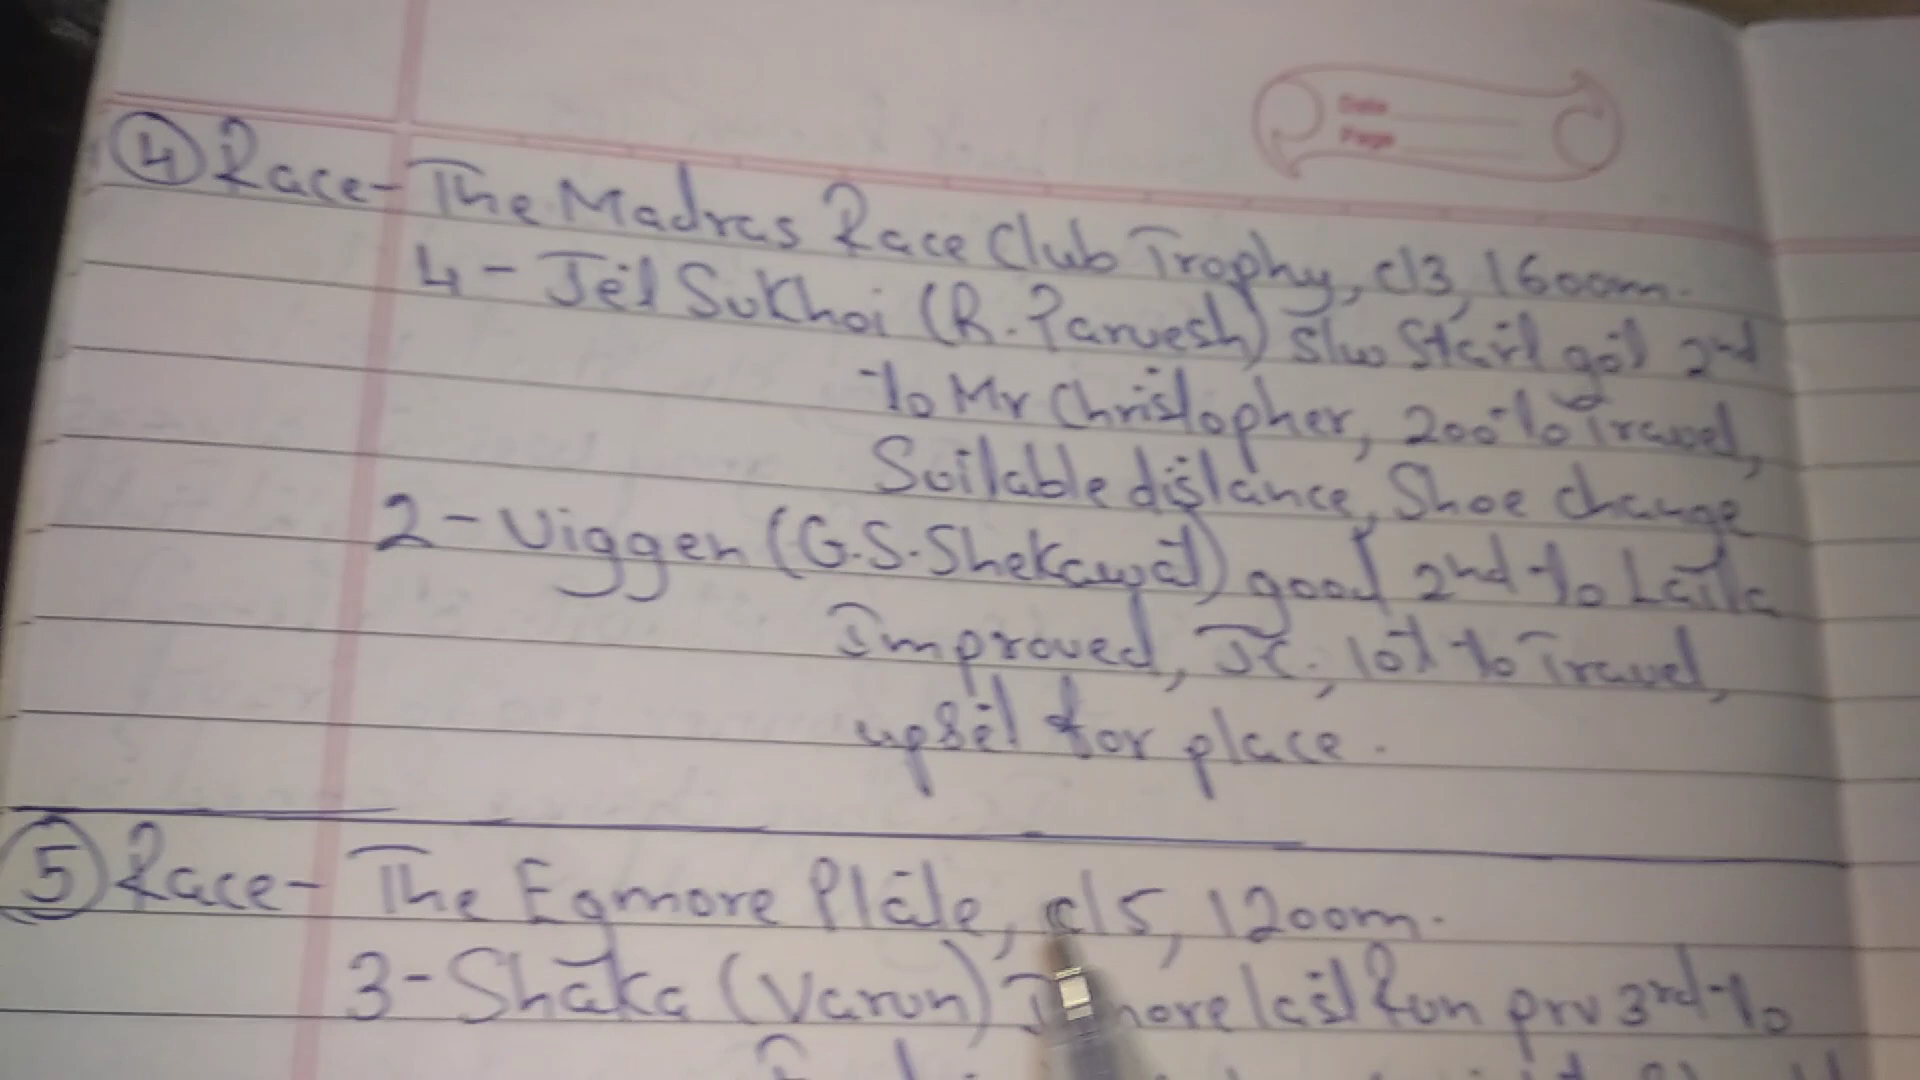 Date
Page
4 Race- The Madras Race Club Trophy, cl3, 1600m.
4 - Jet Sukhoi (R. Parvesh) Slw Start got 2nd
to Mr Christopher, 200% to Travel,
Suitable distance, Shoe change
2 - Viggen (G.S. Shekawat) good 2nd to Laila
Improved, JC, lot to Travel,
upset for place.
5 Race- The Egmore Plate, cl5, 1200m.
3 - Shaka (Varun) last Run prv 3rd to